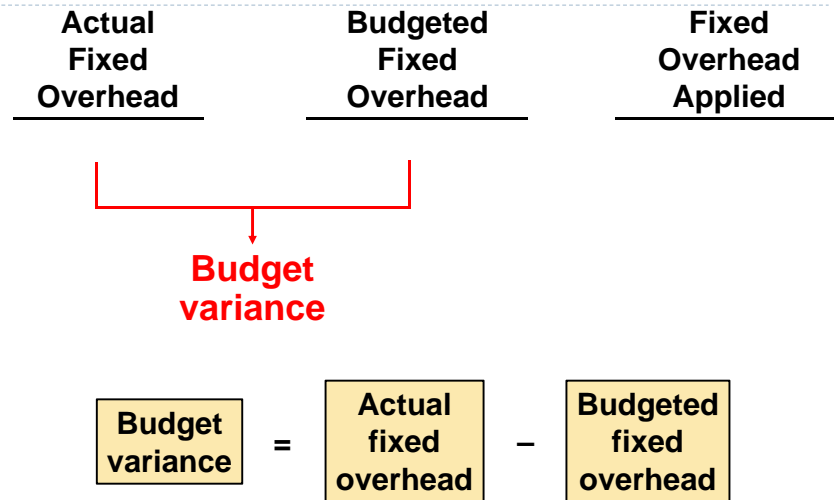 Actual
Fixed
Overhead
Budgeted
Fixed
Overhead
Fixed
Overhead
Applied
Budget
variance
Budget
variance
=
Actual
fixed
overhead
–
Budgeted
fixed
overhead